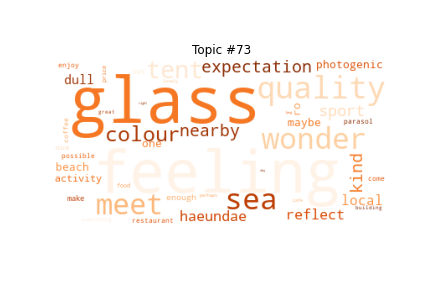 Topic #73
enjoy price tent expectation photogenic
dull
glass quality
coffee ro sport
colour nearby maybe parasol
one wonder
possible
beach feeling kind
activity come
make meet enough sea local
food
haeundae reflect building
restaurant
great